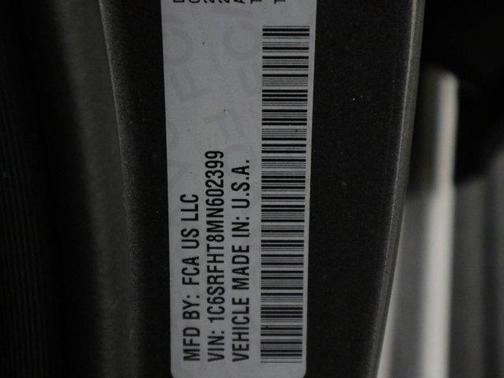 MFD BY: FCA US LLC
VIN: 1C6SRFHT8MN602399
VEHICLE MADE IN: U.S.A.